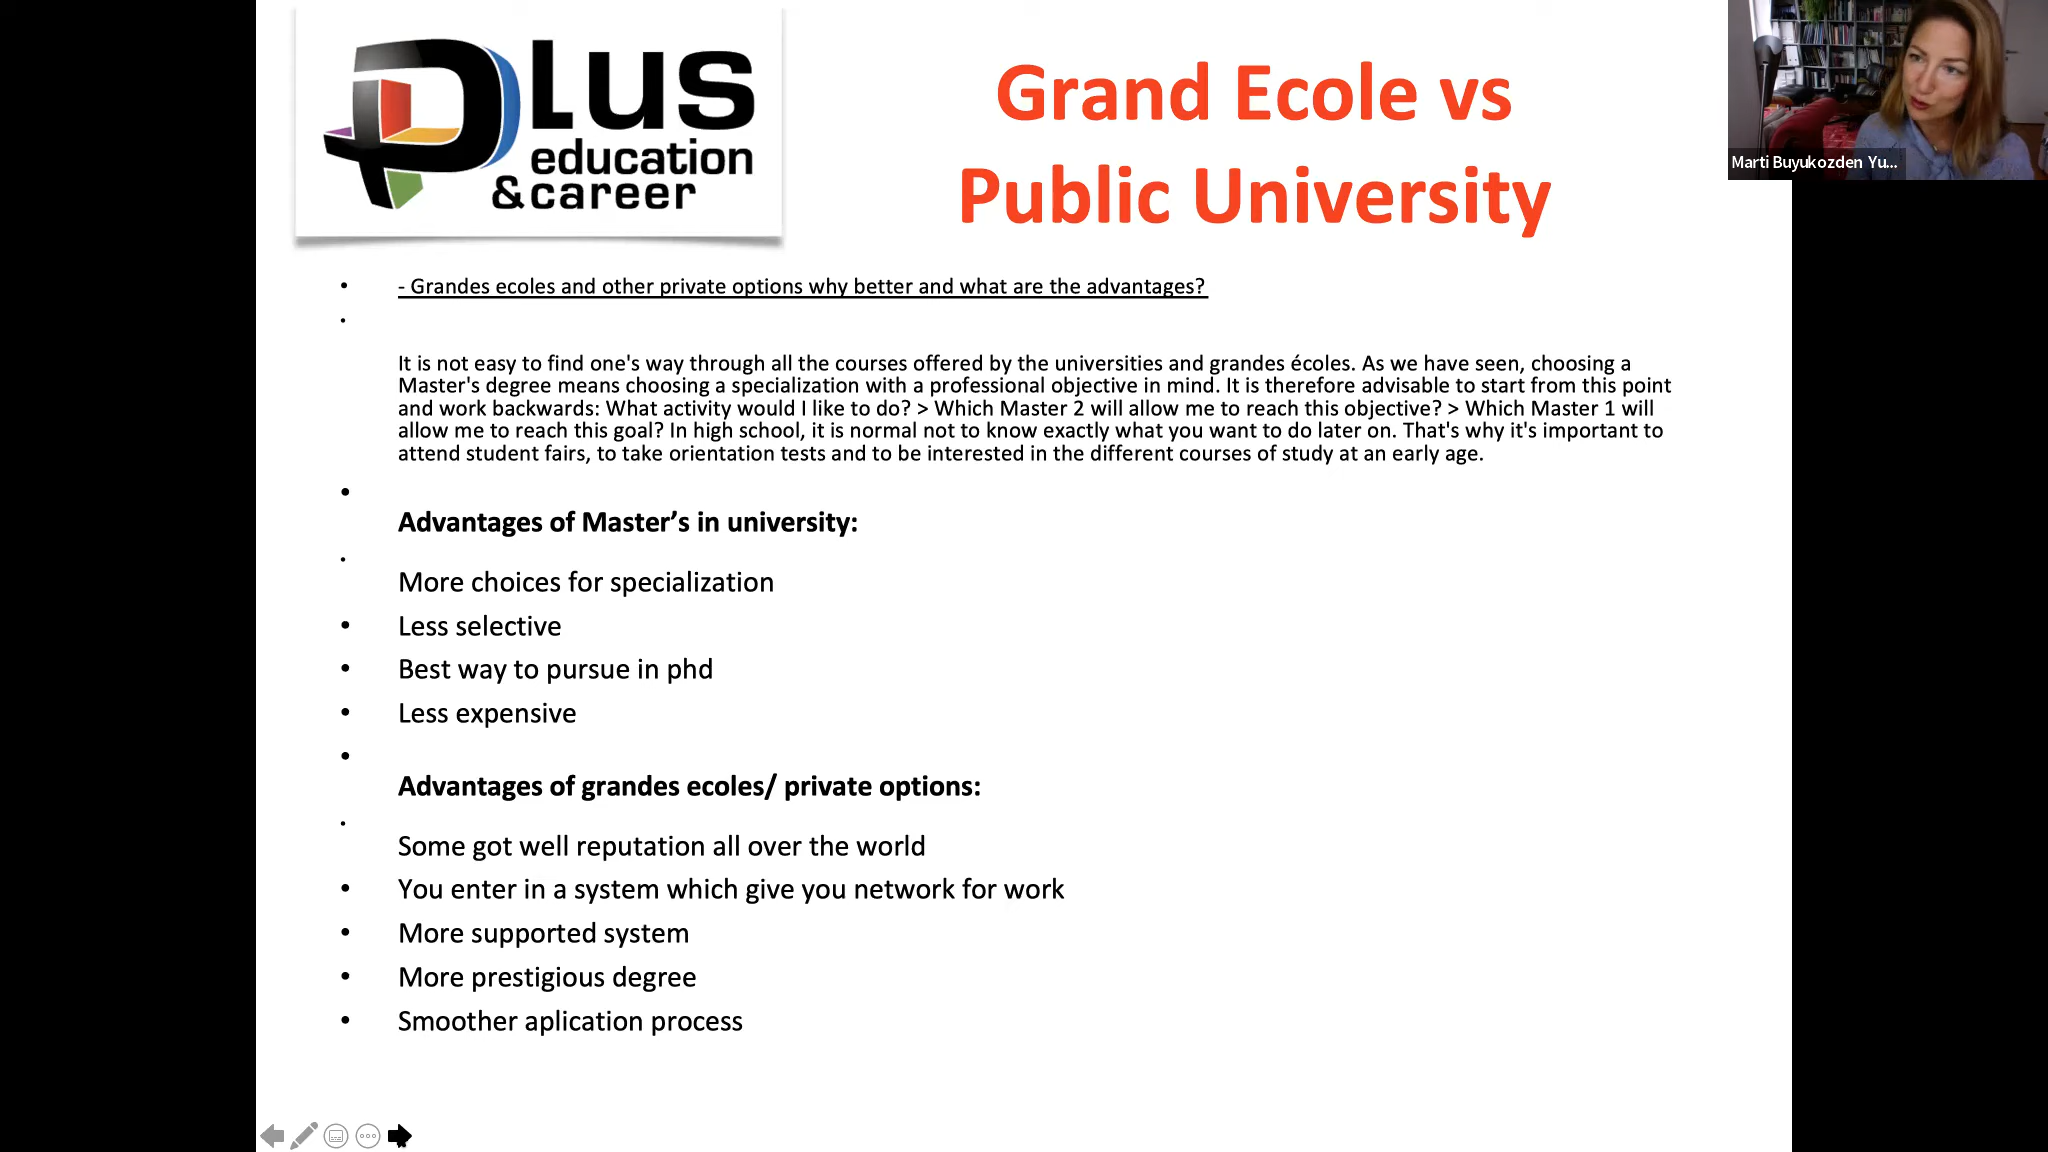 Plus
education
&career
Grand Ecole vs
Public University
Marti Buyukozden Yu...
- Grandes ecoles and other private options why better and what are the advantages?
It is not easy to find one's way through all the courses offered by the universities and grandes écoles. As we have seen, choosing a
Master's degree means choosing a specialization with a professional objective in mind. It is therefore advisable to start from this point
and work backwards: What activity would I like to do? > Which Master 2 will allow me to reach this objective? > Which Master 1 will
allow me to reach this goal? In high school, it is normal not to know exactly what you want to do later on. That's why it's important to
attend student fairs, to take orientation tests and to be interested in the different courses of study at an early age.
Advantages of Master’s in university:
More choices for specialization
Less selective
Best way to pursue in phd
Less expensive
Advantages of grandes ecoles/ private options:
Some got well reputation all over the world
You enter in a system which give you network for work
More supported system
More prestigious degree
Smoother aplication process